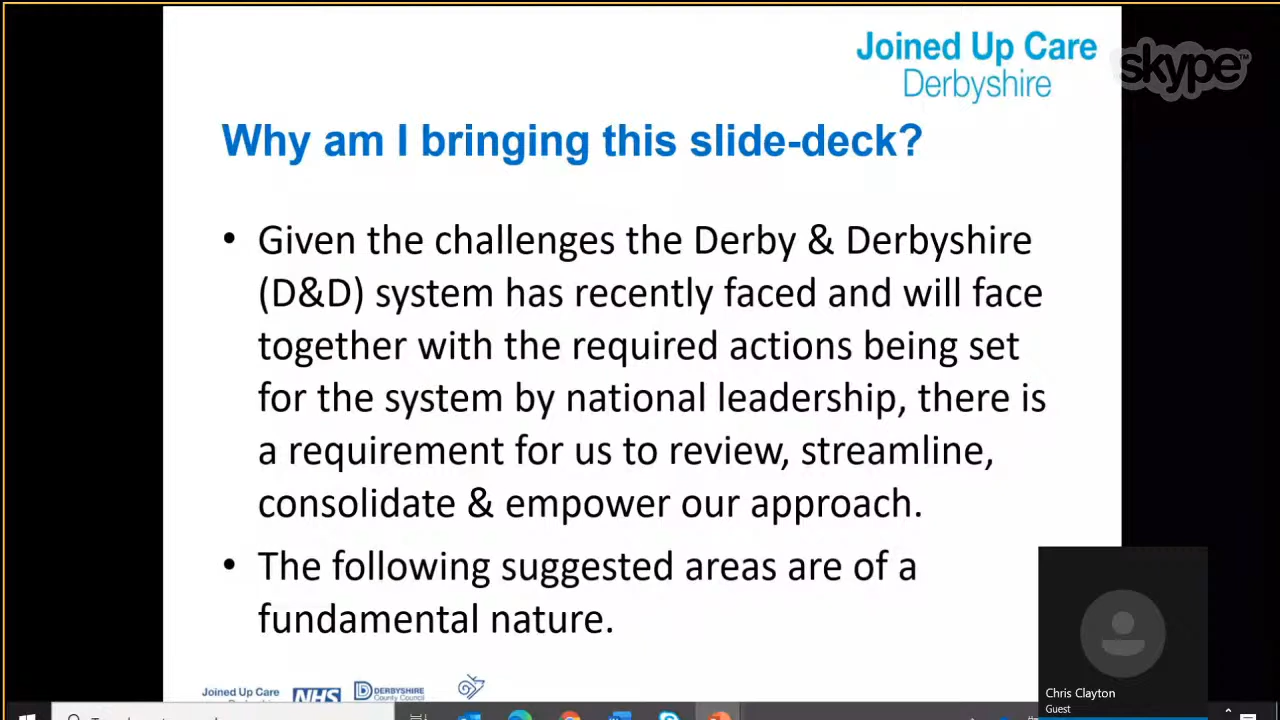 Joined Up Care
Derbyshire
skype™
Why am I bringing this slide-deck?
• Given the challenges the Derby & Derbyshire
(D&D) system has recently faced and will face
together with the required actions being set
for the system by national leadership, there is
a requirement for us to review, streamline,
consolidate & empower our approach.
• The following suggested areas are of a
fundamental nature.
Joined Up Care
NHS
DERBYSHIRE
County Council
Chris Clayton
Guest